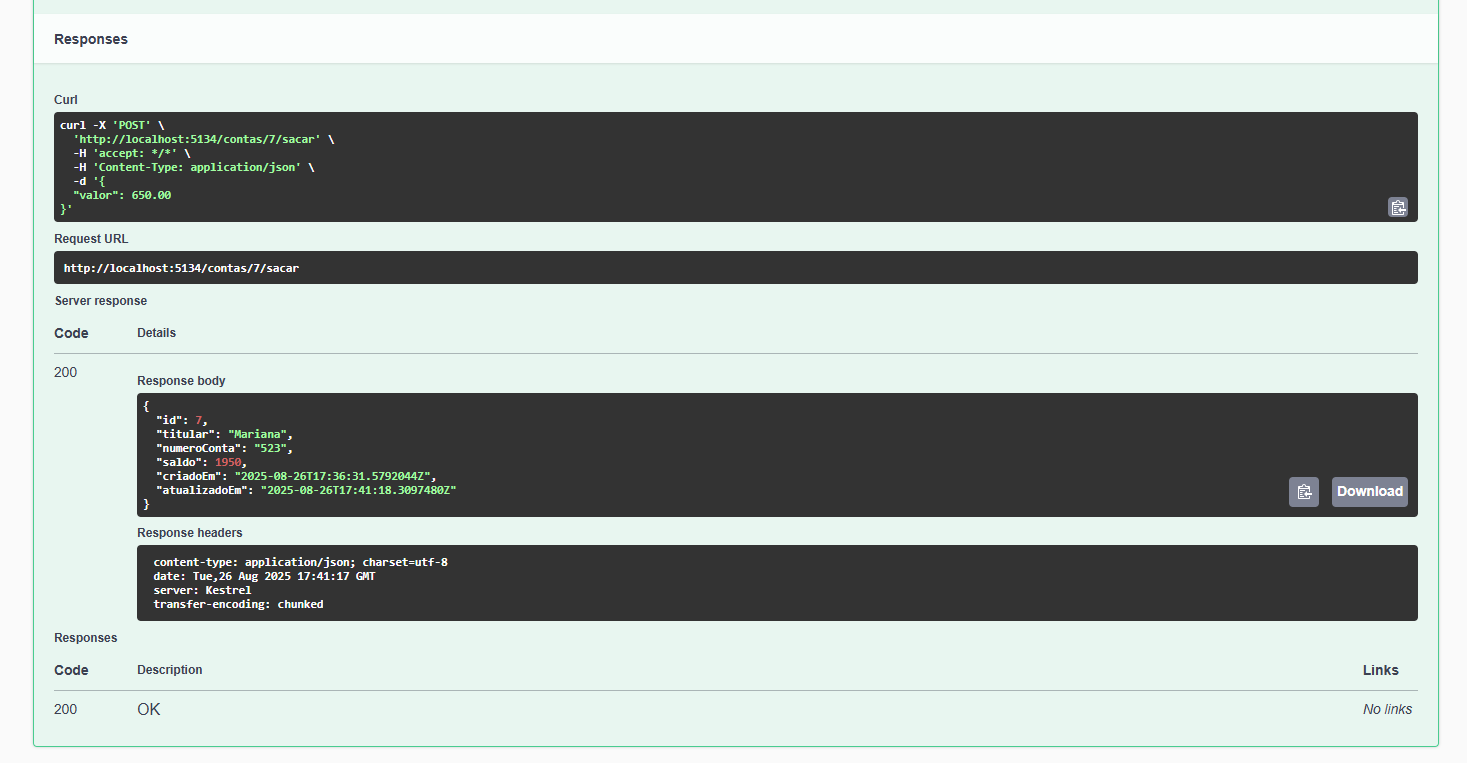 Responses
Curl
curl -X 'POST' \
  'http://localhost:5134/contas/7/sacar' \
  -H 'accept: */*' \
  -H 'Content-Type: application/json' \
  -d '{
  "valor": 650.00
}'
Request URL
http://localhost:5134/contas/7/sacar
Server response
Code Details
200
Response body
{
  "id": 7,
  "titular": "Mariana",
  "numeroConta": "523",
  "saldo": 1950,
  "criadoEm": "2025-08-26T17:36:31.5792044Z",
  "atualizadoEm": "2025-08-26T17:41:18.3097480Z"
}
Download
Response headers
content-type: application/json; charset=utf-8
date: Tue,26 Aug 2025 17:41:17 GMT
server: Kestrel
transfer-encoding: chunked
Responses
Code Description Links
200 OK No links